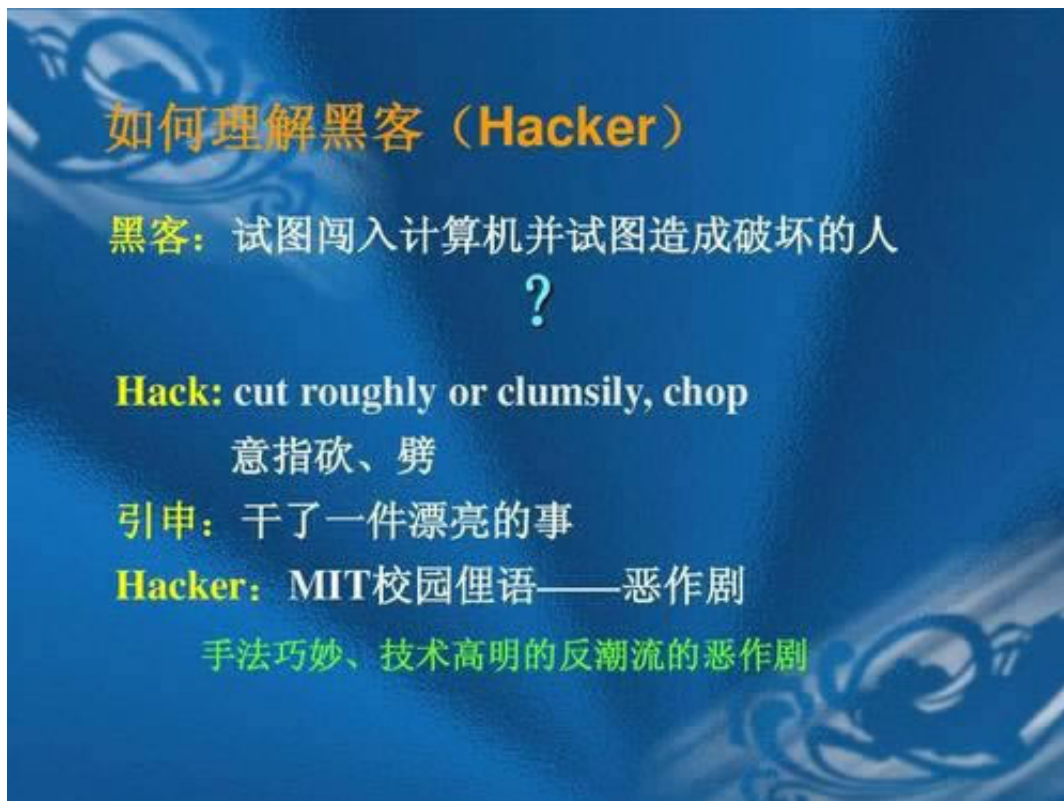 如何理解黑客（Hacker）
黑客：试图闯入计算机并试图造成破坏的人
?
Hack: cut roughly or clumsily, chop
意指砍、劈
引申：干了一件漂亮的事
Hacker：MIT校园俚语——恶作剧
手法巧妙、技术高明的反潮流的恶作剧